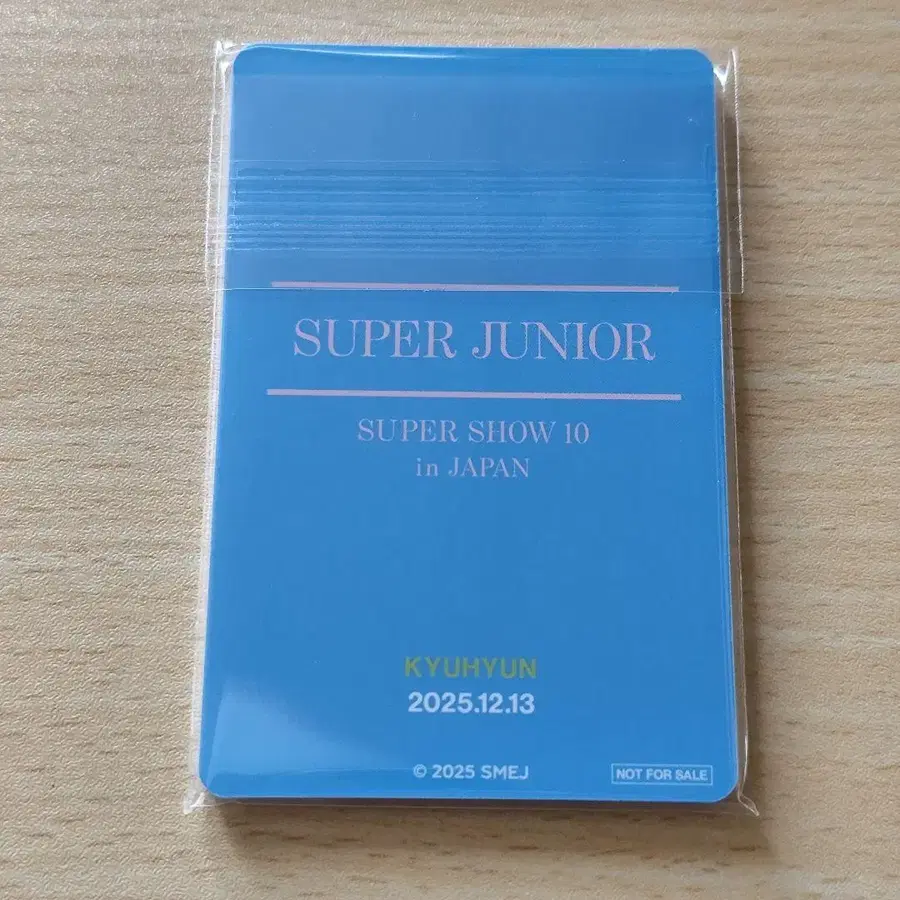 SUPER JUNIOR
SUPER SHOW 10
in JAPAN
KYUHYUN
2025.12.13
© 2025 SMEJ
NOT FOR SALE